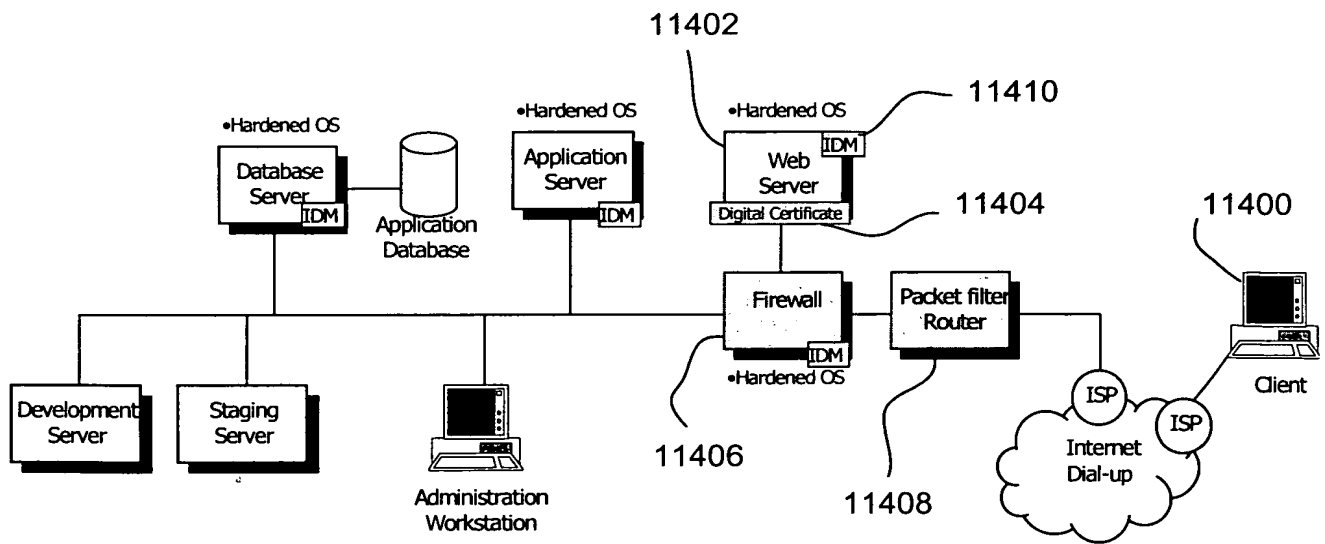 11402
11410
•Hardened OS
•Hardened OS
•Hardened OS
Database
Server
IDM
Application
Database
Application
Server
IDM
IDM
Web
Server
Digital Certificate
11404
11400
Firewall
IDM
•Hardened OS
Packet filter
Router
Client
Development
Server
Staging
Server
Administration
Workstation
11406
11408
ISP
ISP
Internet
Dial-up